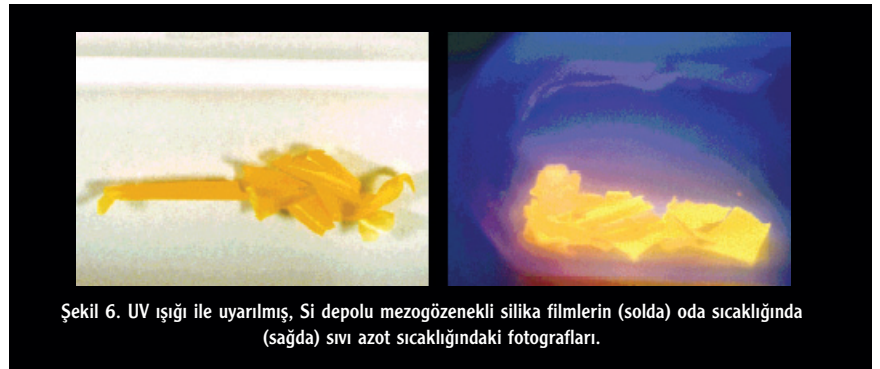 Şekil 6. UV ışığı ile uyarılmış, Si depolu mezogözenekli silika filmlerin (solda) oda sıcaklığında
(sağda) sıvı azot sıcaklığındaki fotografları.